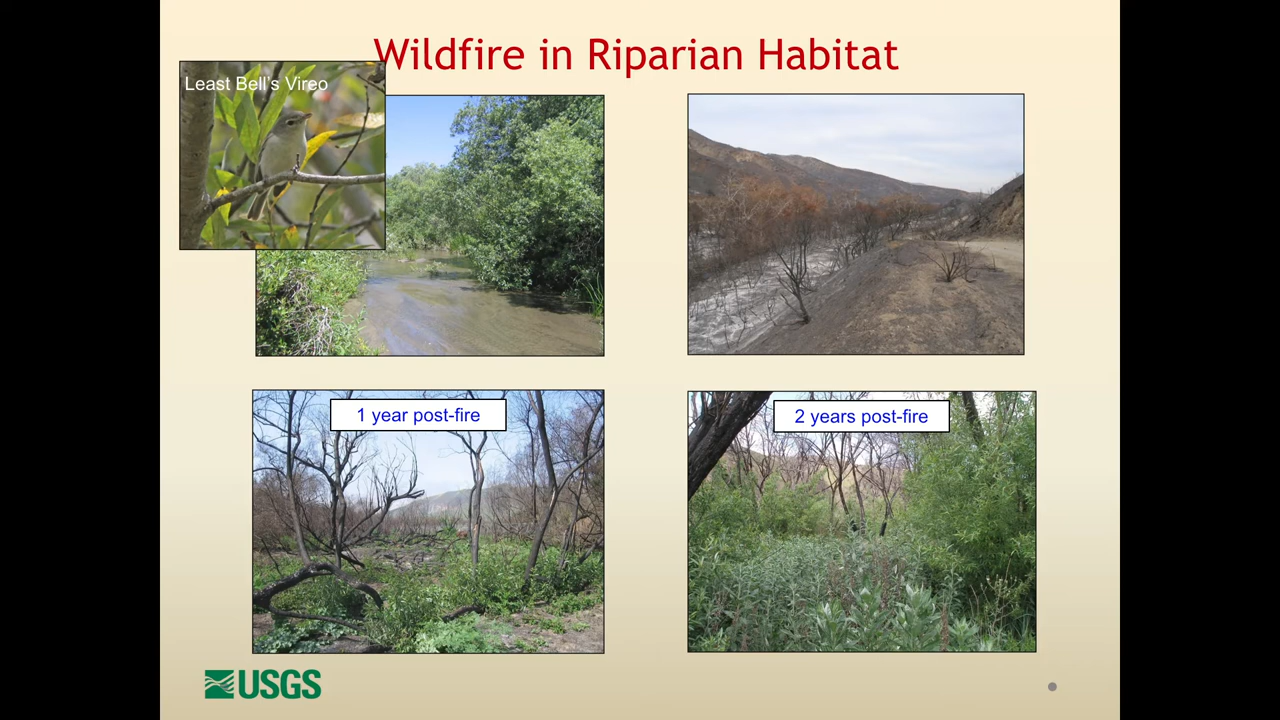 Wildfire in Riparian Habitat
Least Bell's Vireo
1 year post-fire
2 years post-fire
USGS